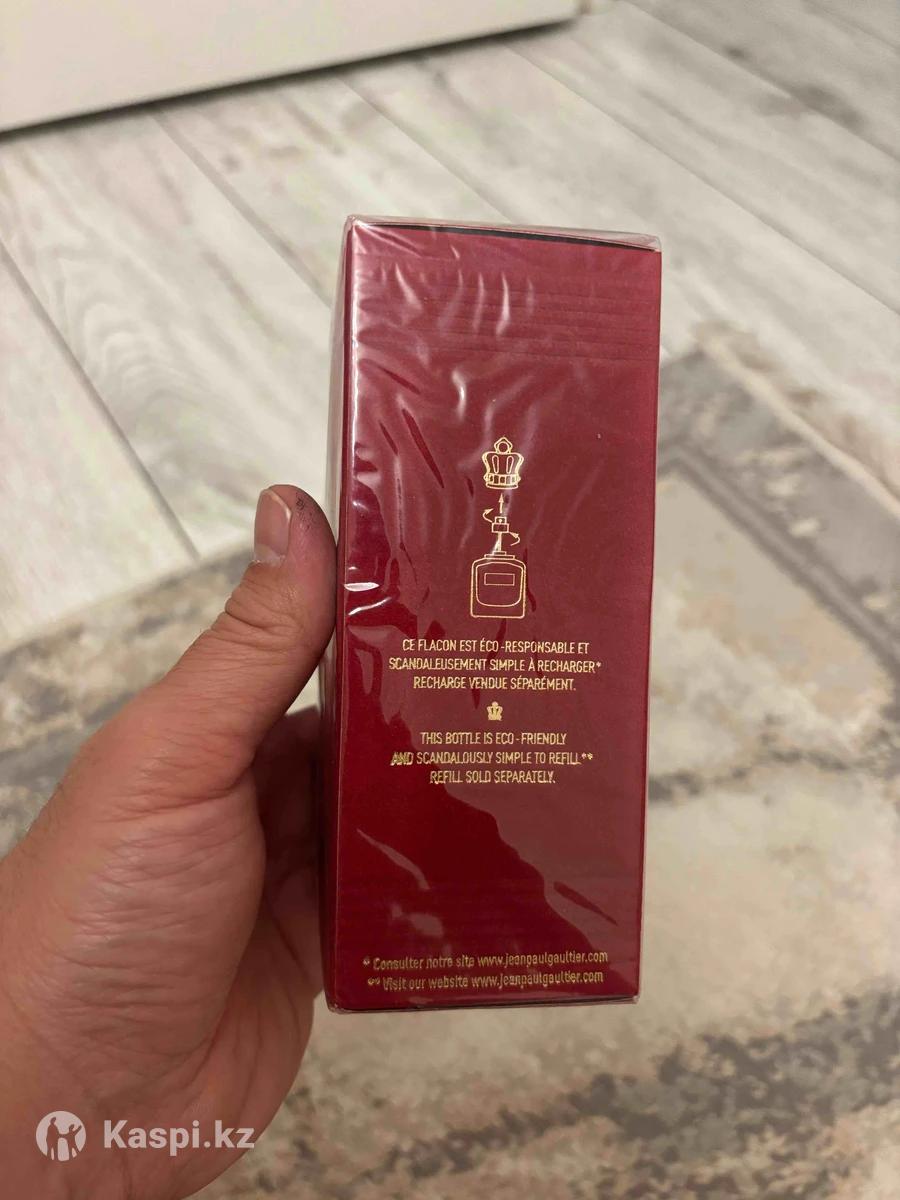 CE FLACON EST ÉCO-RESPONSABLE ET
SCANDALEUSEMENT SIMPLE À RECHARGER*
RECHARGE VENDUE SÉPARÉMENT.
THIS BOTTLE IS ECO-FRIENDLY
AND SCANDALOUSLY SIMPLE TO REFILL**
REFILL SOLD SEPARATELY.
* Consulter notre site www.jeanpaulgaultier.com
** Visit our website www.jeanpaulgaultier.com
Kaspi.kz